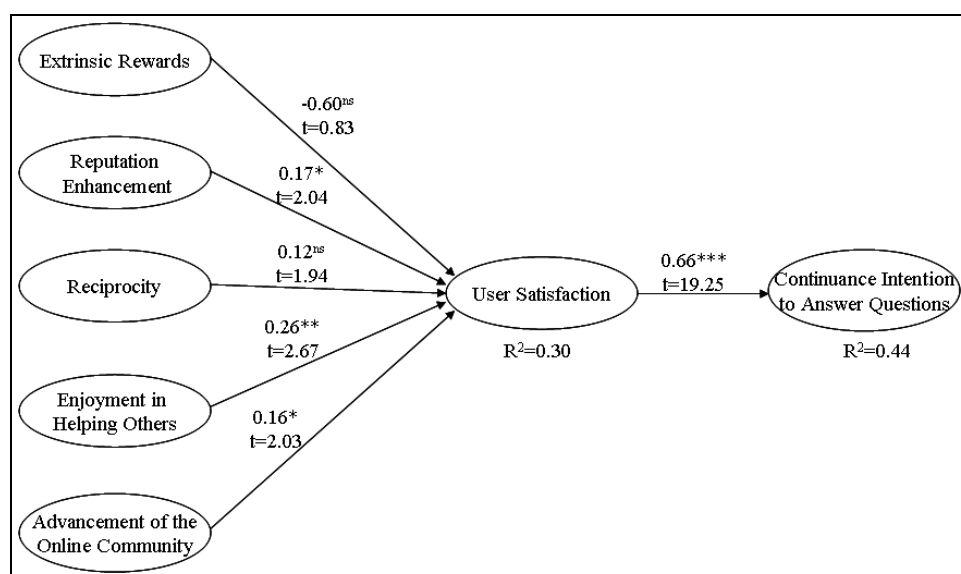 Extrinsic Rewards
-0.60ns
t=0.83
Reputation
Enhancement
0.17*
t=2.04
Reciprocity
0.12ns
t=1.94
User Satisfaction
R2=0.30
0.66***
t=19.25
Continuance Intention
to Answer Questions
R2=0.44
0.26**
t=2.67
Enjoyment in
Helping Others
0.16*
t=2.03
Advancement of the
Online Community